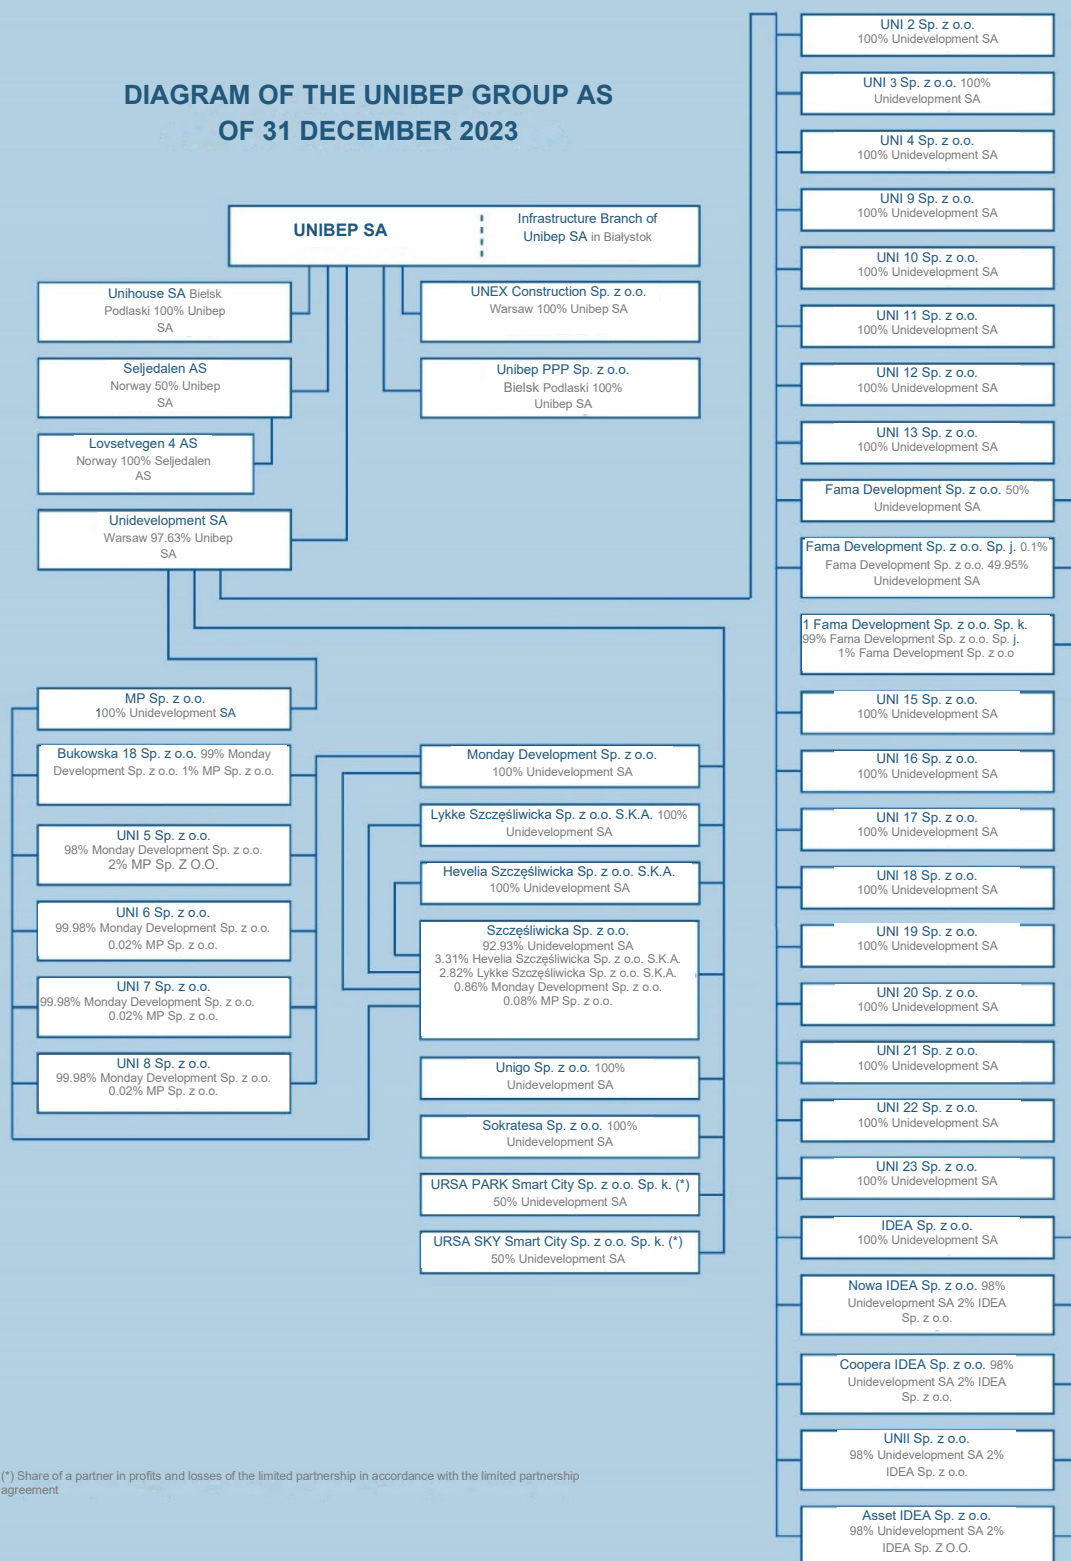 DIAGRAM OF THE UNIBEP GROUP AS
OF 31 DECEMBER 2023
UNIBEP SA
Infrastructure Branch of
Unibep SA in Białystok
Unihouse SA Bielsk
Podlaski 100% Unibep
SA
Seljedalen AS
Norway 50% Unibep
SA
Lovsetvegen 4 AS
Norway 100% Seljedalen
AS
Unidevelopment SA
Warsaw 97.63% Unibep
SA
UNEX Construction Sp. z o.o.
Warsaw 100% Unibep SA
Unibep PPP Sp. z o.o.
Bielsk Podlaski 100%
Unibep SA
MP Sp. z o.o.
100% Unidevelopment SA
Bukowska 18 Sp. z o.o. 99% Monday
Development Sp. z o.o. 1% MP Sp. z o.o.
UNI 5 Sp. z o.o.
98% Monday Development Sp. z o.o.
2% MP Sp. Z O.O.
UNI 6 Sp. z o.o.
99.98% Monday Development Sp. z o.o.
0.02% MP Sp. z o.o.
UNI 7 Sp. z o.o.
99.98% Monday Development Sp. z o.o.
0.02% MP Sp. z o.o.
UNI 8 Sp. z o.o.
99.98% Monday Development Sp. z o.o.
0.02% MP Sp. z o.o.
Monday Development Sp. z o.o.
100% Unidevelopment SA
Lykke Szczęśliwicka Sp. z o.o. S.K.A. 100%
Unidevelopment SA
Hevelia Szczęśliwicka Sp. z o.o. S.K.A.
100% Unidevelopment SA
Szczęśliwicka Sp. z o.o.
92.93% Unidevelopment SA
3.31% Hevelia Szczęśliwicka Sp. z o.o. S.K.A.
2.82% Lykke Szczęśliwicka Sp. z o.o. S.K.A.
0.86% Monday Development Sp. z o.o.
0.08% MP Sp. z o.o.
Unigo Sp. z o.o. 100%
Unidevelopment SA
Sokratesa Sp. z o.o. 100%
Unidevelopment SA
URSA PARK Smart City Sp. z o.o. Sp. k. (*)
50% Unidevelopment SA
URSA SKY Smart City Sp. z o.o. Sp. k. (*)
50% Unidevelopment SA
UNI 2 Sp. z o.o.
100% Unidevelopment SA
UNI 3 Sp. z o.o. 100%
Unidevelopment SA
UNI 4 Sp. z o.o.
100% Unidevelopment SA
UNI 9 Sp. z o.o.
100% Unidevelopment SA
UNI 10 Sp. z o.o.
100% Unidevelopment SA
UNI 11 Sp. z o.o.
100% Unidevelopment SA
UNI 12 Sp. z o.o.
100% Unidevelopment SA
UNI 13 Sp. z o.o.
100% Unidevelopment SA
Fama Development Sp. z o.o. 50%
Unidevelopment SA
Fama Development Sp. z o.o. Sp. j. 0.1%
Fama Development Sp. z o.o. 49.95%
Unidevelopment SA
1 Fama Development Sp. z o.o. Sp. k.
99% Fama Development Sp. z o.o. Sp. j.
1% Fama Development Sp. z o.o
UNI 15 Sp. z o.o.
100% Unidevelopment SA
UNI 16 Sp. z o.o.
100% Unidevelopment SA
UNI 17 Sp. z o.o.
100% Unidevelopment SA
UNI 18 Sp. z o.o.
100% Unidevelopment SA
UNI 19 Sp. z o.o.
100% Unidevelopment SA
UNI 20 Sp. z o.o.
100% Unidevelopment SA
UNI 21 Sp. z o.o.
100% Unidevelopment SA
UNI 22 Sp. z o.o.
100% Unidevelopment SA
UNI 23 Sp. z o.o.
100% Unidevelopment SA
IDEA Sp. z o.o.
100% Unidevelopment SA
Nowa IDEA Sp. z o.o. 98%
Unidevelopment SA 2% IDEA
Sp. z o.o.
Coopera IDEA Sp. z o.o. 98%
Unidevelopment SA 2% IDEA
Sp. z o.o.
UNII Sp. z o.o.
98% Unidevelopment SA 2%
IDEA Sp. z o.o.
Asset IDEA Sp. z o.o.
98% Unidevelopment SA 2%
IDEA Sp. Z O.O.
(*) Share of a partner in profits and losses of the limited partnership in accordance with the limited partnership
agreement